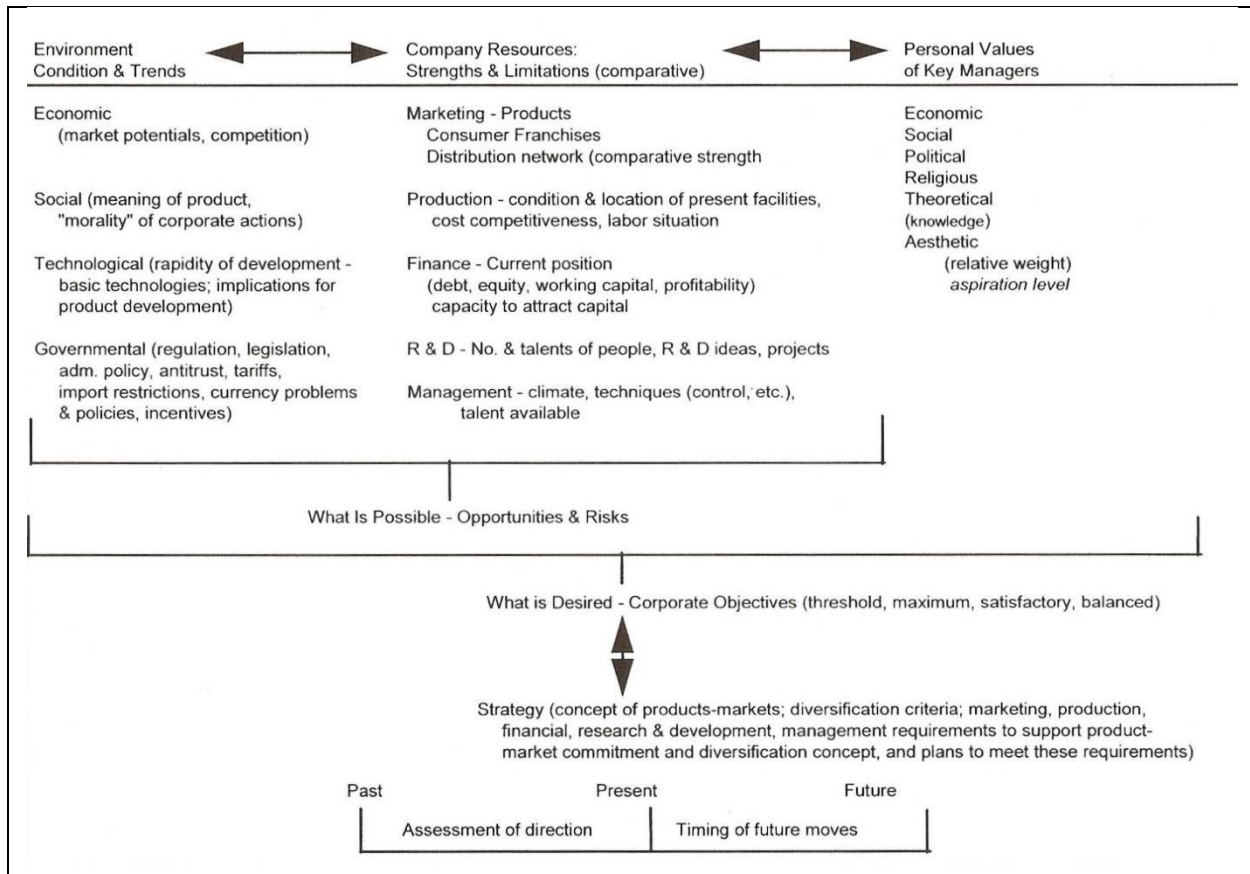 Environment
Condition & Trends
Company Resources:
Strengths & Limitations (comparative)
Personal Values
of Key Managers
Economic
(market potentials, competition)
Social (meaning of product,
"morality" of corporate actions)
Technological (rapidity of development -
basic technologies; implications for
product development)
Governmental (regulation, legislation,
adm. policy, antitrust, tariffs,
import restrictions, currency problems
& policies, incentives)
Marketing - Products
Consumer Franchises
Distribution network (comparative strength
Production - condition & location of present facilities,
cost competitiveness, labor situation
Finance - Current position
(debt, equity, working capital, profitability)
capacity to attract capital
R & D - No. & talents of people, R & D ideas, projects
Management - climate, techniques (control, etc.),
talent available
Economic
Social
Political
Religious
Theoretical
(knowledge)
Aesthetic
(relative weight)
aspiration level
What Is Possible - Opportunities & Risks
What is Desired - Corporate Objectives (threshold, maximum, satisfactory, balanced)
Strategy (concept of products-markets; diversification criteria; marketing, production,
financial, research & development, management requirements to support product-
market commitment and diversification concept, and plans to meet these requirements)
Past
Present
Future
Assessment of direction
Timing of future moves